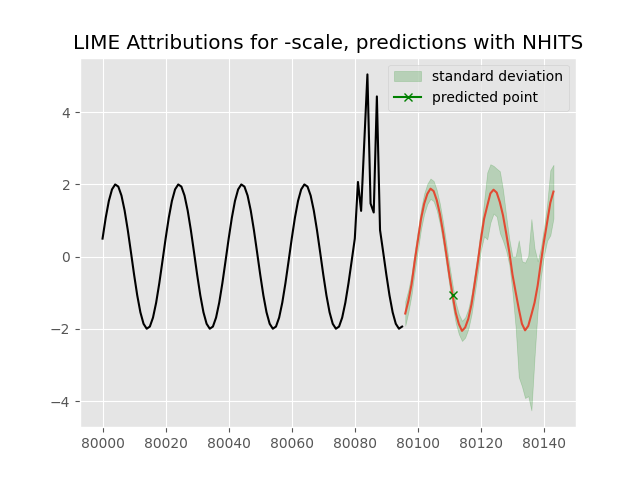 LIME Attributions for -scale, predictions with NHITS
standard deviation
predicted point
4
2
0
−2
−4
80000 80020 80040 80060 80080 80100 80120 80140